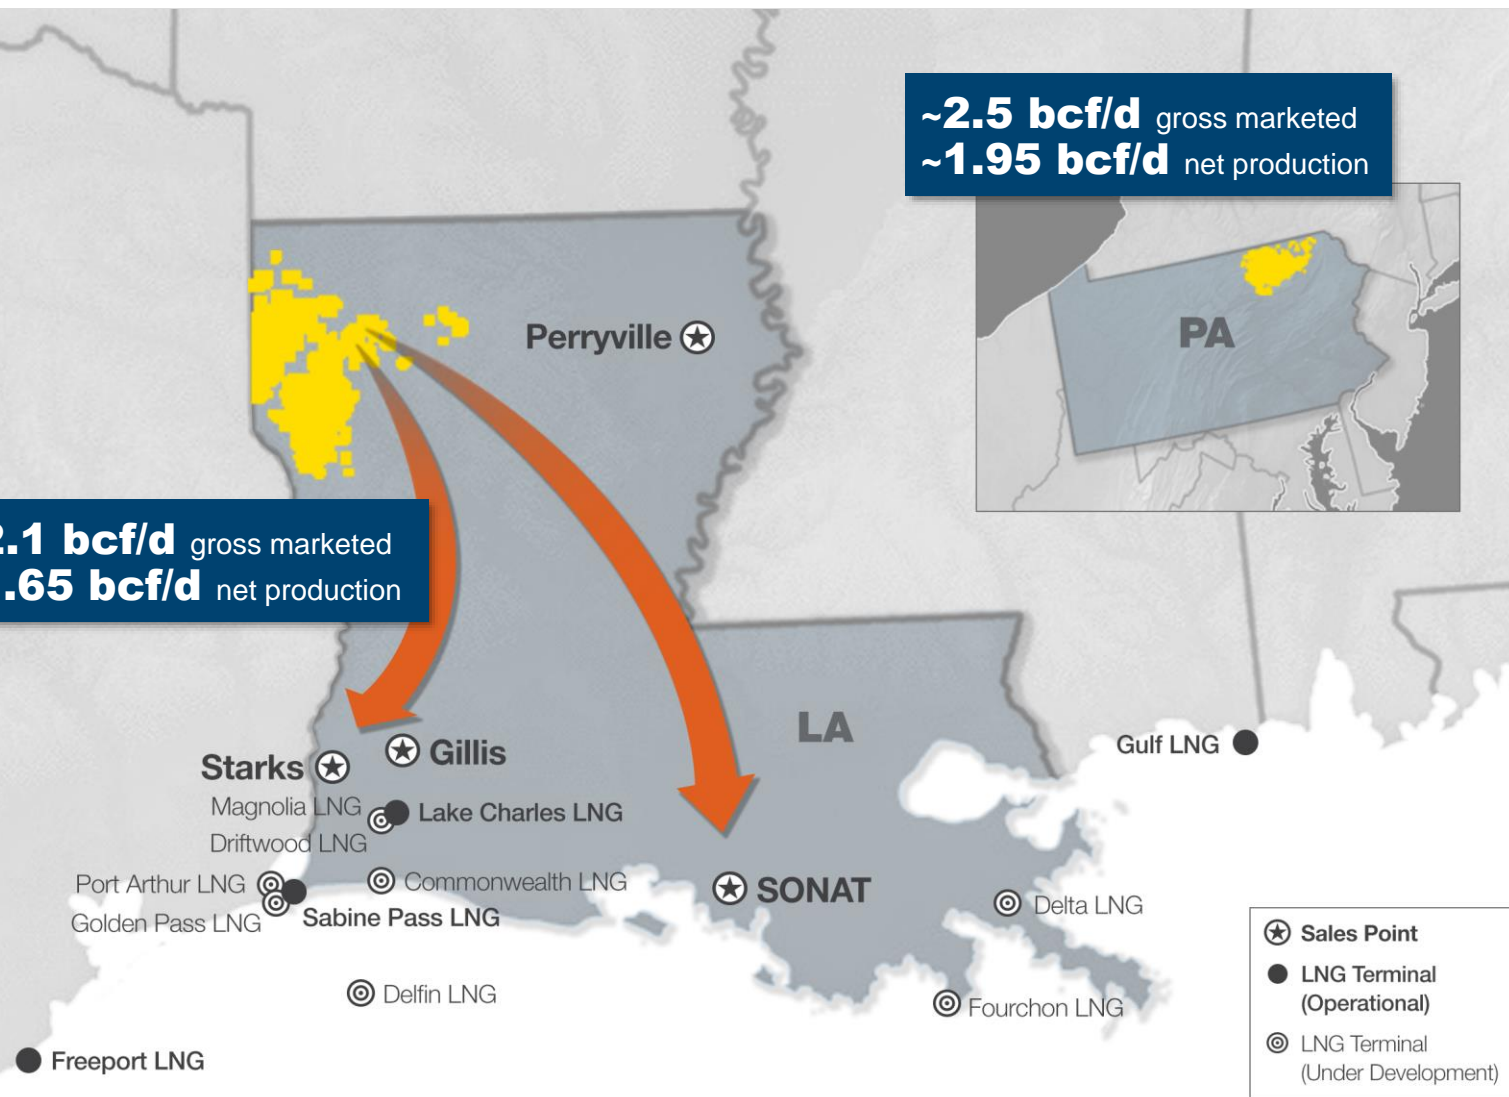 ~2.5 bcf/d gross marketed
~1.95 bcf/d net production
PA
Perryville
2.1 bcf/d gross marketed
.65 bcf/d net production
LA
Gulf LNG
Starks
Gillis
Magnolia LNG
Lake Charles LNG
Driftwood LNG
Port Arthur LNG
Commonwealth LNG
SONAT
Golden Pass LNG
Sabine Pass LNG
Delta LNG
Delfin LNG
Fourchon LNG
Freeport LNG
Sales Point
LNG Terminal
(Operational)
LNG Terminal
(Under Development)